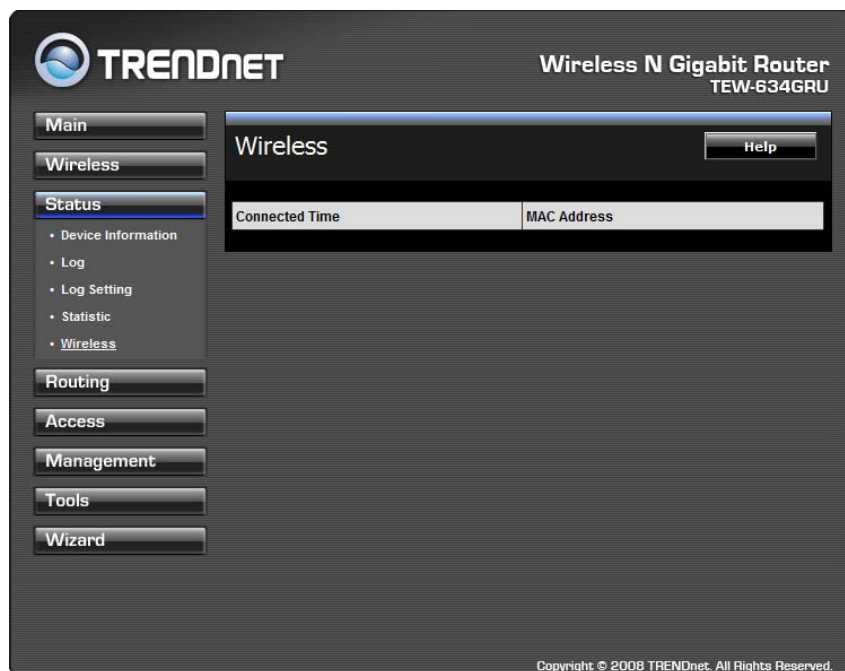 TRENDNET
Wireless N Gigabit Router
TEW-634GRU
Main
Wireless
Status
• Device Information
• Log
• Log Setting
• Statistic
• Wireless
Routing
Access
Management
Tools
Wizard
Wireless
Help
Connected Time MAC Address
Copyright © 2008 TRENDnet. All Rights Reserved.